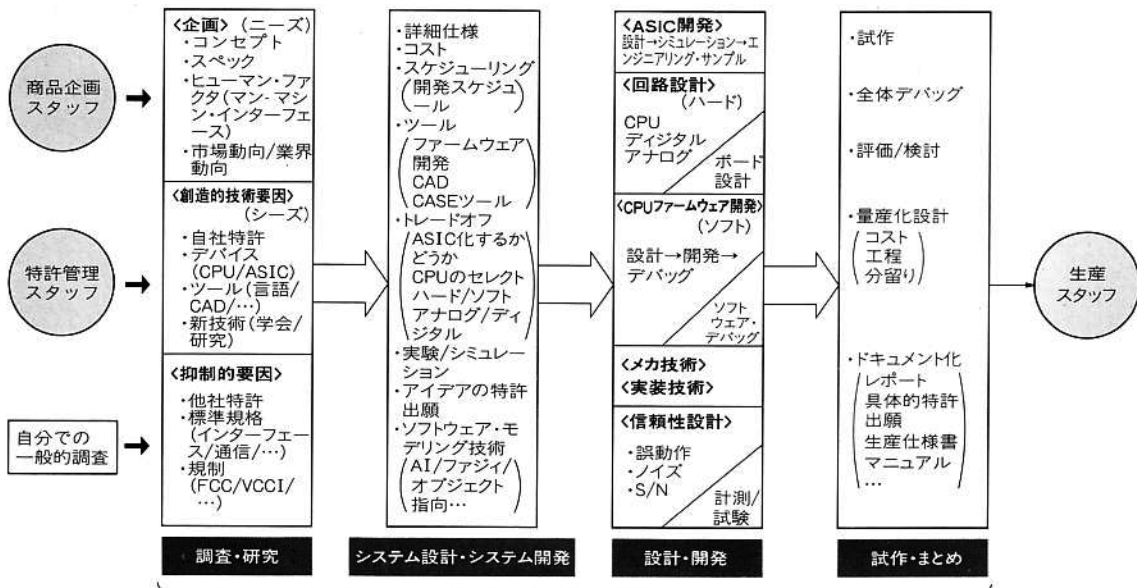 商品企画
スタッフ
特許管理
スタッフ
自分での
一般的調査
〈企画〉(ニーズ)
・コンセプト
・スペック
・ヒューマン・ファ
クタ(マン・マ
シン・インター
フェース)
・市場動向/業界
動向
〈創造的技術要因〉
(シーズ)
・自社特許
・デバイス
(CPU/ASIC)
・ツール(言語/
CAD/…)
・新技術(学会/
研究)
〈抑制的要因〉
・他社特許
・標準規格
(インターフェー
ス/通信/…)
・規制
(FCC/VCCI/
…)
調査・研究
・詳細仕様
・コスト
・スケジューリング
(開発スケジュ
ール)
・ツール
(ファームウェア
開発
CAD
CASEツール)
・トレードオフ
(ASIC化するか
どうか
CPUのセレクト
ハード/ソフト
アナログ/ディ
ジタル)
・実験/シミュレー
ション
・アイデアの特許
出願
・ソフトウェア・モ
デリング技術
(AI/ファジィ/
オブジェクト
指向…)
システム設計・システム開発
〈ASIC開発〉
設計→シミュレーション→エ
ンジニアリング・サンプル
〈回路設計〉
(ハード)
CPU
ディジタル
アナログ
ボード
設計
〈CPUファームウェア開発〉
(ソフト)
設計→開発→
デバッグ
ソフト
ウェア・
デバッグ
〈メカ技術〉
〈実装技術〉
〈信頼性設計〉
・誤動作
・ノイズ
・S/N
計測/
試験
設計・開発
・試作
・全体デバッグ
・評価/検討
・量産化設計
(コスト
工程
分留り)
・ドキュメント化
(レポート
具体的特許
出願
生産仕様書
マニュアル
…)
試作・まとめ
生産
スタッフ